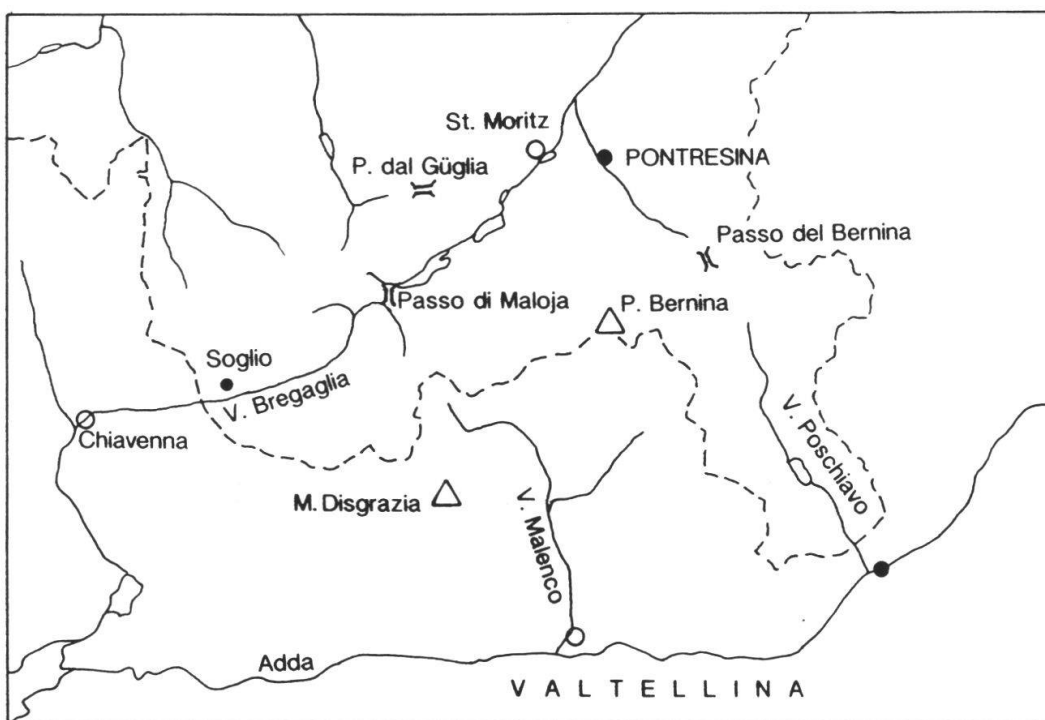 St. Moritz
P. dal Güglia
PONTRESINA
Passo del Bernina
Passo di Maloja
P. Bernina
Soglio
V. Bregaglia
Chiavenna
V. Poschiavo
M. Disgrazia
V. Malenco
Adda
VALTELLINA